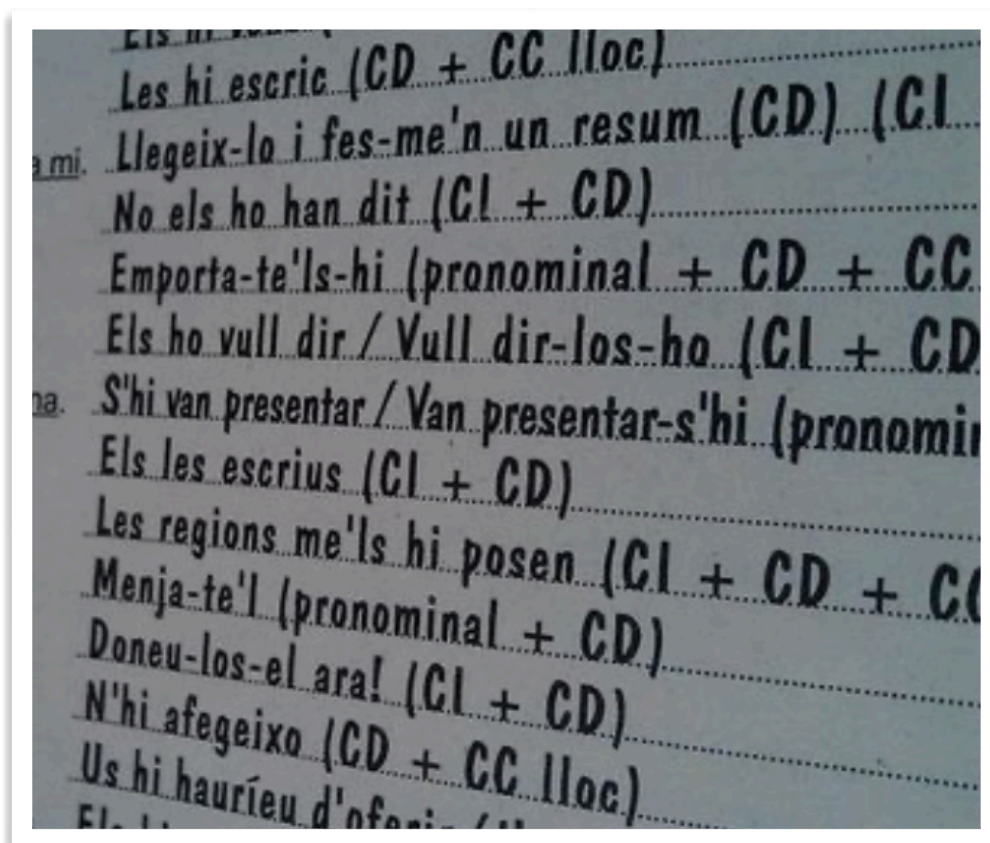 Les hi escric (CD + CC lloc)
a mi. Llegeix-lo i fes-me'n un resum (CD) (CI
No els ho han dit (CI + CD)
Emporta-te'ls-hi (pronominal + CD + CC
Els ho vull dir / Vull dir-los-ho (CI + CD
na. S'hi van presentar / Van presentar-s'hi (pronomin
Els les escrius (CI + CD)
Les regions me'ls hi posen (CI + CD + CC
Menja-te'l (pronominal + CD)
Doneu-los-el ara! (CI + CD)
N'hi afegeixo (CD + CC lloc)
Us hi hauríeu d'oferir